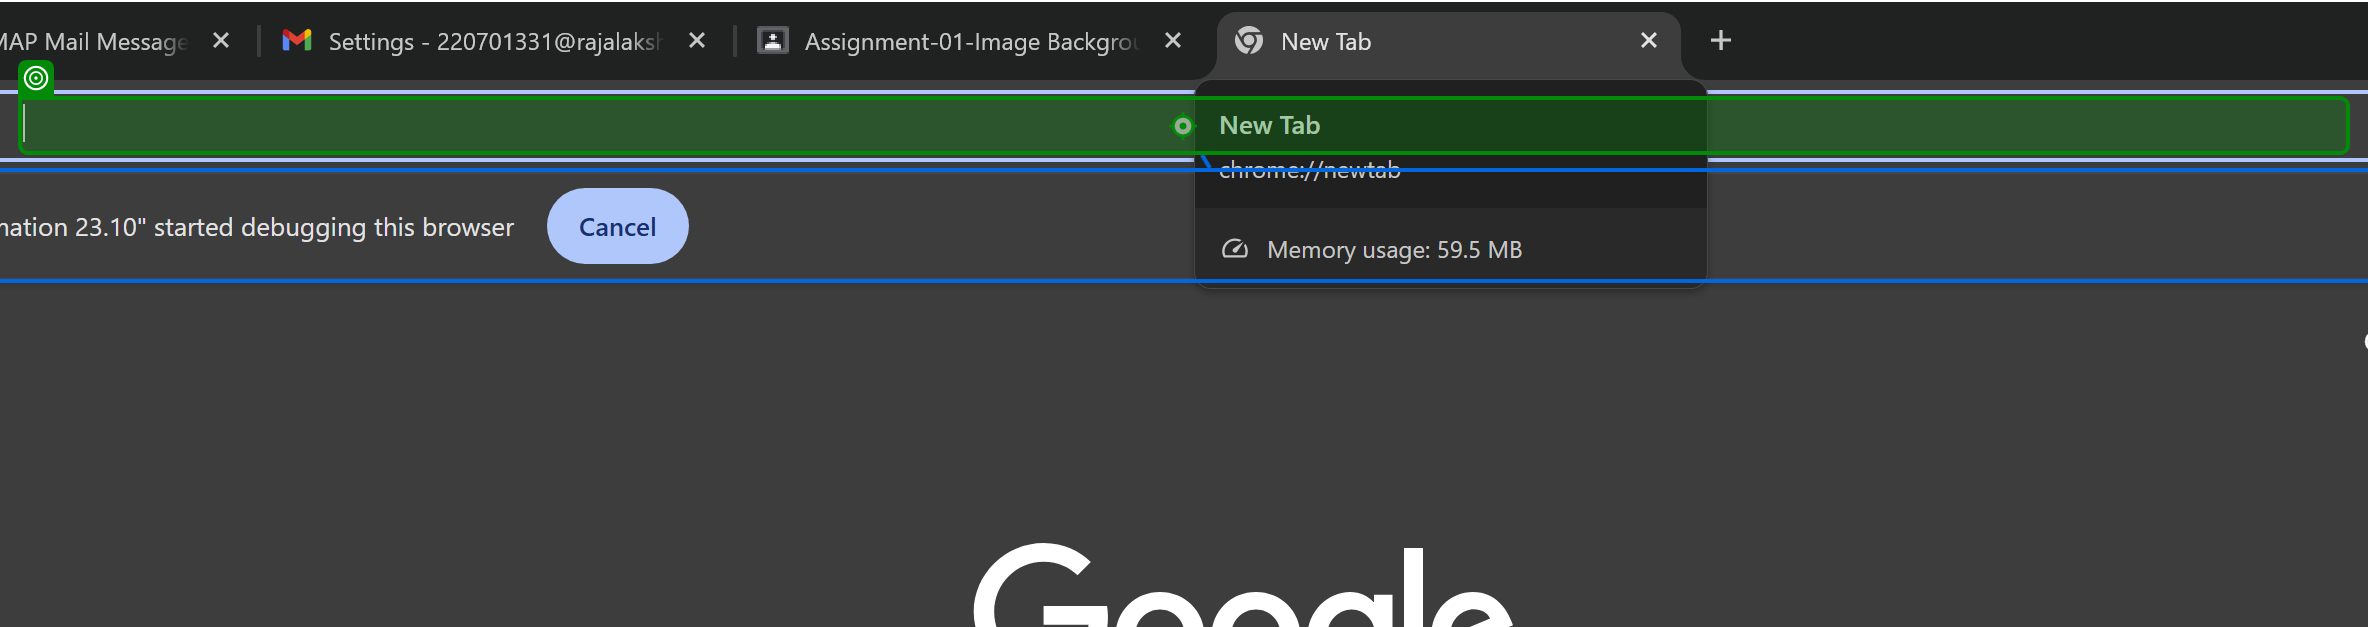 MAP Mail Message
Settings - 220701331@rajalaksh
Assignment-01-Image Backgrou
New Tab
New Tab
chrome://newtab
mation 23.10" started debugging this browser
Cancel
Memory usage: 59.5 MB
Google